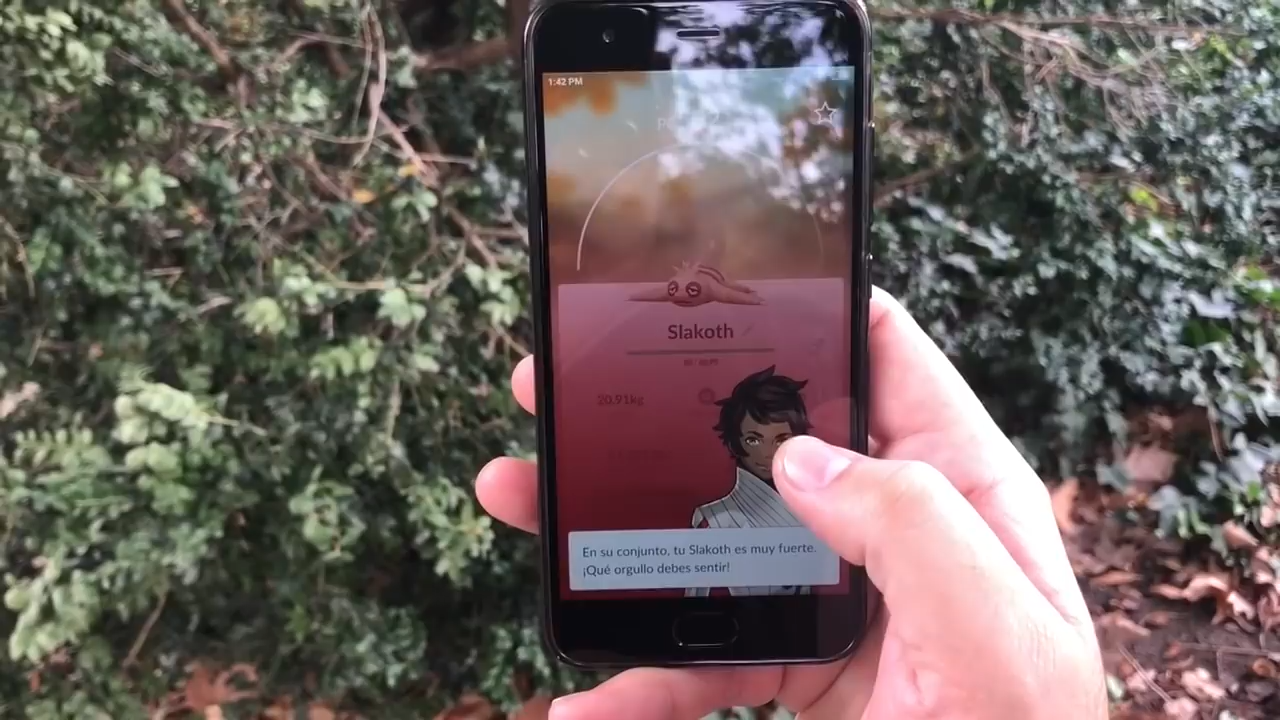 1:42 PM
Slakoth
20.91kg
En su conjunto, tu Slakoth es muy fuerte.
¡Qué orgullo debes sentir!